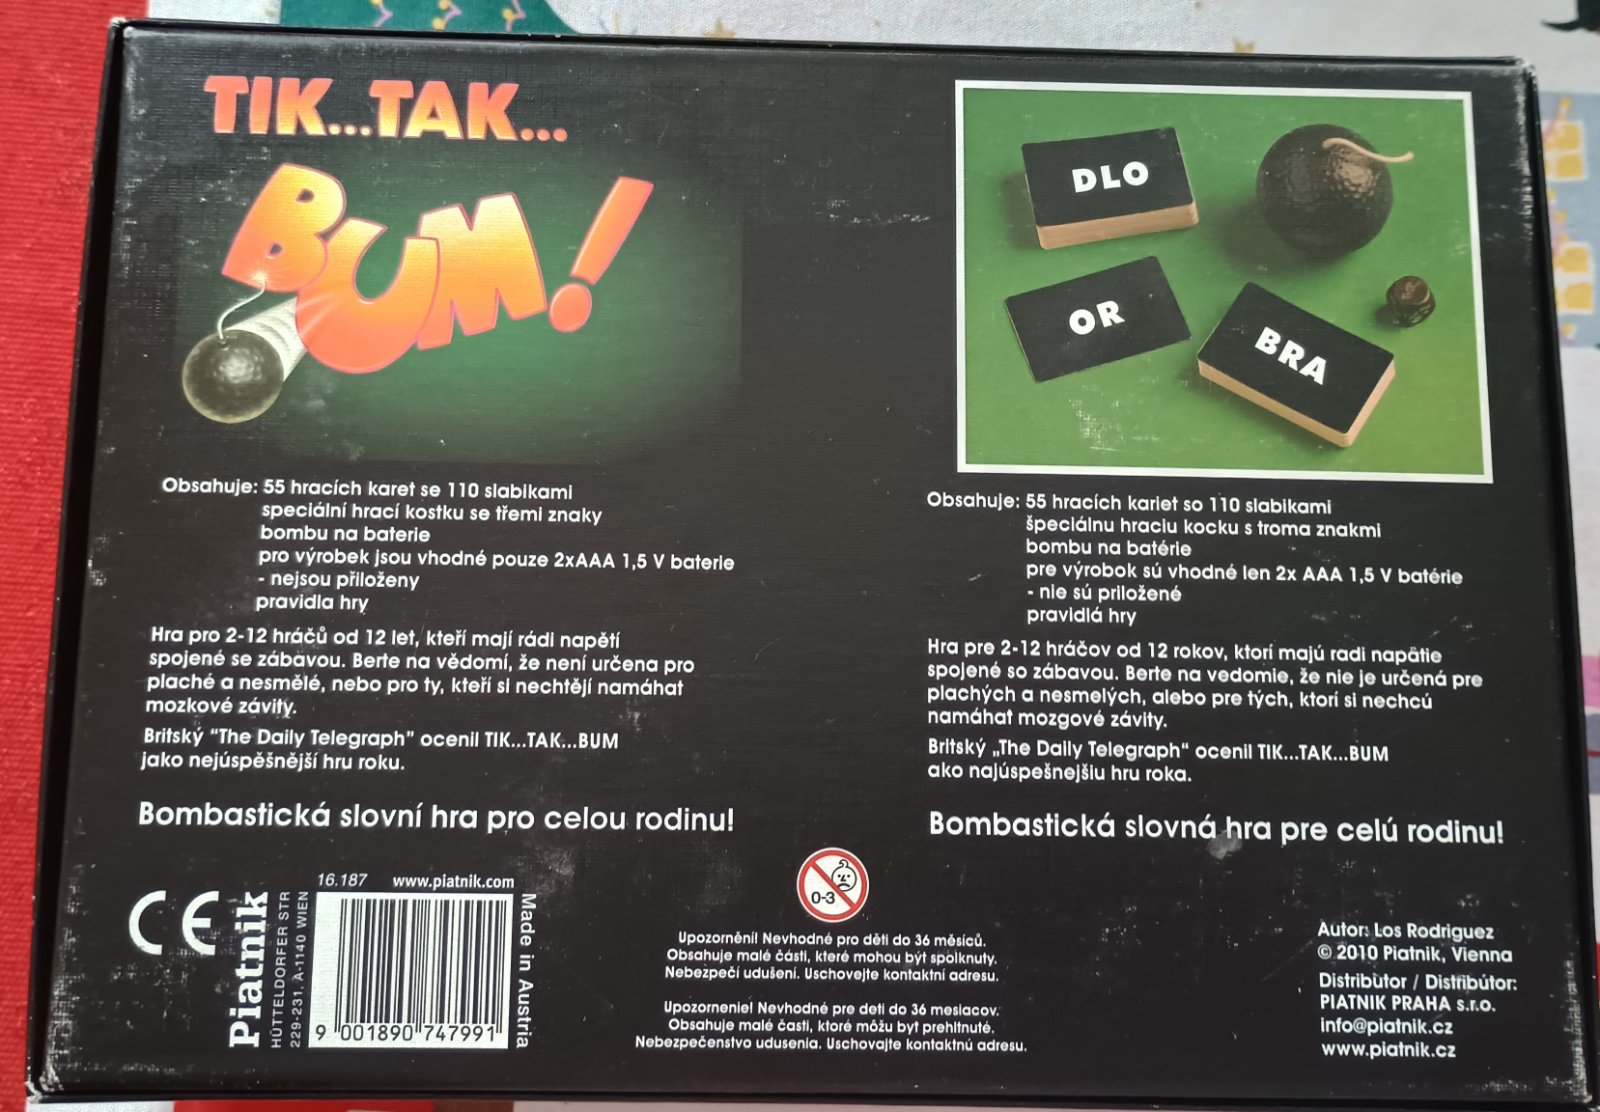 TIK...TAK...
BUM!
DLO
OR
BRA
Obsahuje: 55 hracích karet se 110 slabikami
speciální hrací kostku se třemi znaky
bombu na baterie
pro výrobek jsou vhodné pouze 2xAAA 1,5 V baterie
- nejsou přiloženy
pravidla hry
Hra pro 2-12 hráčů od 12 let, kteří mají rádi napětí
spojené se zábavou. Berte na vědomí, že není určena pro
plaché a nesmělé, nebo pro ty, kteří si nechtějí namáhat
mozkové závity.
Britský "The Daily Telegraph" ocenil TIK...TAK...BUM
jako nejúspěšnější hru roku.
Bombastická slovní hra pro celou rodinu!
Obsahuje: 55 hracích kariet so 110 slabikami
špeciálnu hraciu kocku s troma znakmi
bombu na batérie
pre výrobok sú vhodné len 2x AAA 1,5 V batérie
- nie sú priložené
pravidlá hry
Hra pre 2-12 hráčov od 12 rokov, ktorí majú radi napätie
spojené so zábavou. Berte na vedomie, že nie je určená pre
plachých a nesmelých, alebo pre tých, ktorí si nechcú
namáhať mozgové závity.
Britský „The Daily Telegraph“ ocenil TIK...TAK...BUM
ako najúspešnejšiu hru roka.
Bombastická slovná hra pre celú rodinu!
CE
Piatnik
HÜTTELDORFER STR
229-231. A-1140 WIEN
16.187 www.piatnik.com
9 001890 747991
Made in Austria
0-3
Upozornění! Nevhodné pro děti do 36 měsíců.
Obsahuje malé části, které mohou být spolknuty.
Nebezpečí udušení. Uschovejte kontaktní adresu.
Upozornenie! Nevhodné pre deti do 36 mesiacov.
Obsahuje malé časti, ktoré môžu byť prehltnuté.
Nebezpečenstvo udusenia. Uschovajte kontaktnú adresu.
Autor: Los Rodriguez
© 2010 Piatnik, Vienna
Distributor / Distribútor:
PIATNIK PRAHA s.r.o.
info@piatnik.cz
www.piatnik.cz